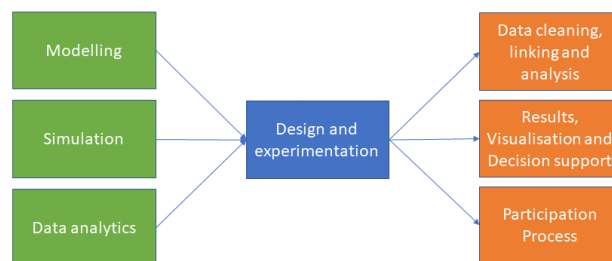 Modelling
Simulation
Data analytics
Design and
experimentation
Data cleaning,
linking and
analysis
Results,
Visualisation and
Decision support
Participation
Process